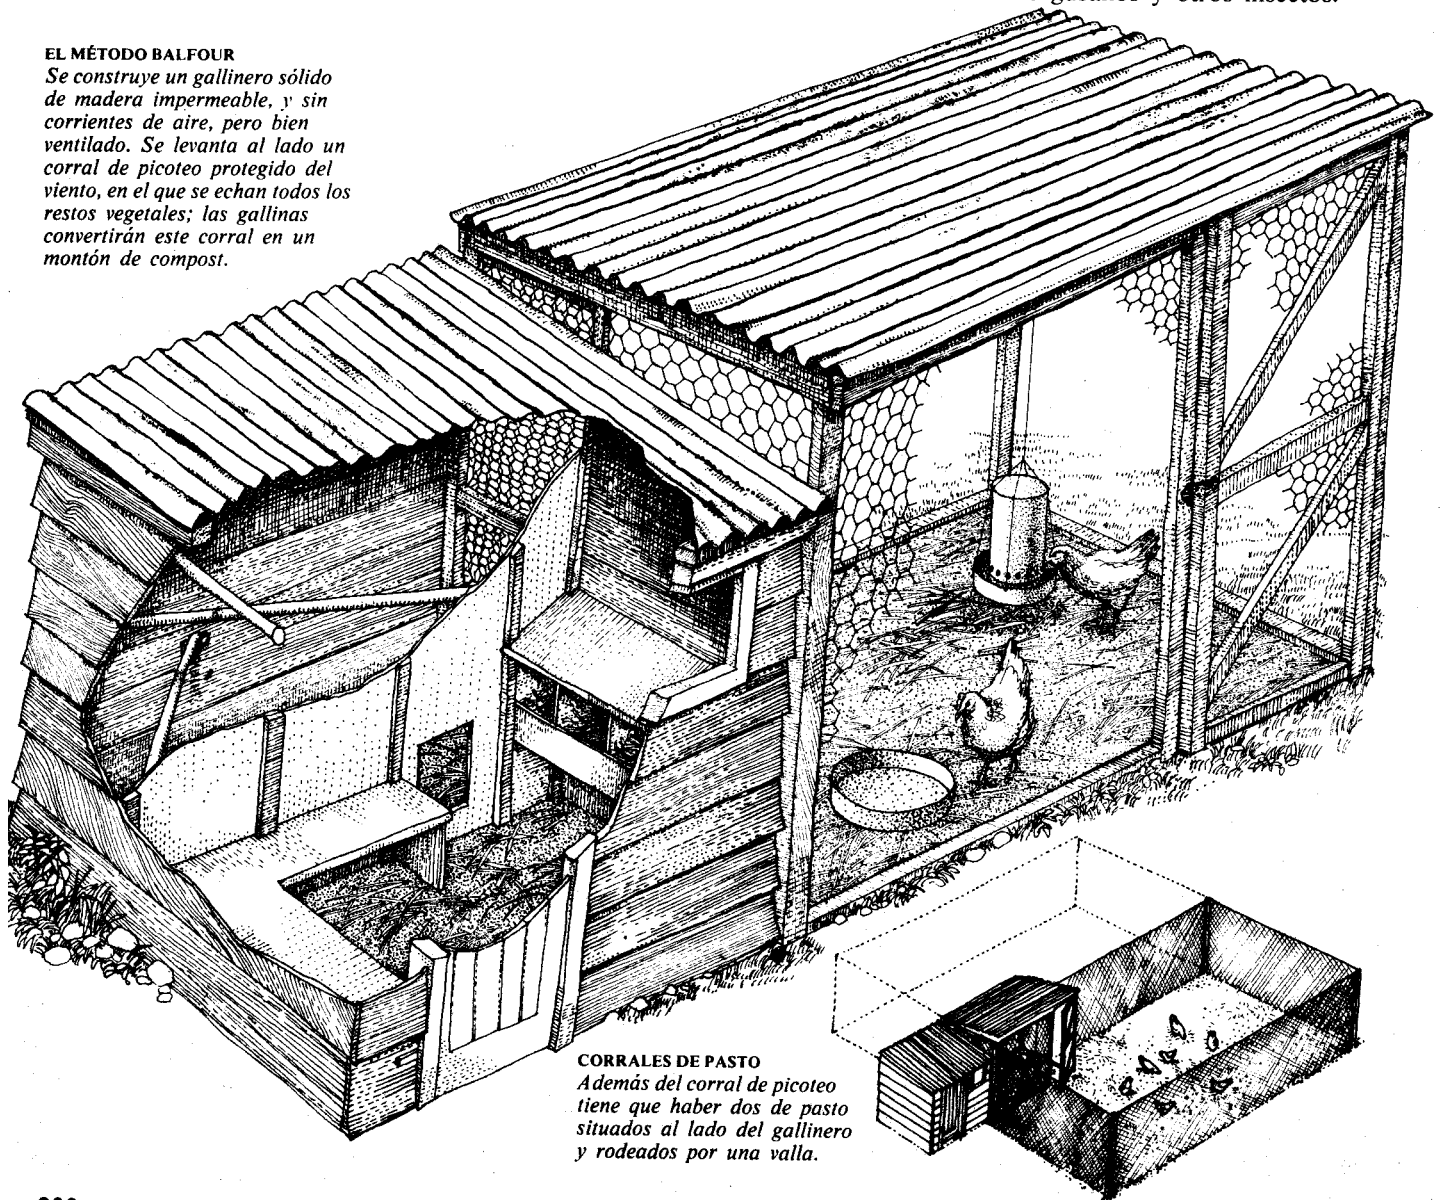 y otros insectos.
EL MÉTODO BALFOUR
Se construye un gallinero sólido
de madera impermeable, y sin
corrientes de aire, pero bien
ventilado. Se levanta al lado un
corral de picoteo protegido del
viento, en el que se echan todos los
restos vegetales; las gallinas
convertirán este corral en un
montón de compost.
CORRALES DE PASTO
Además del corral de picoteo
tiene que haber dos de pasto
situados al lado del gallinero
y rodeados por una valla.